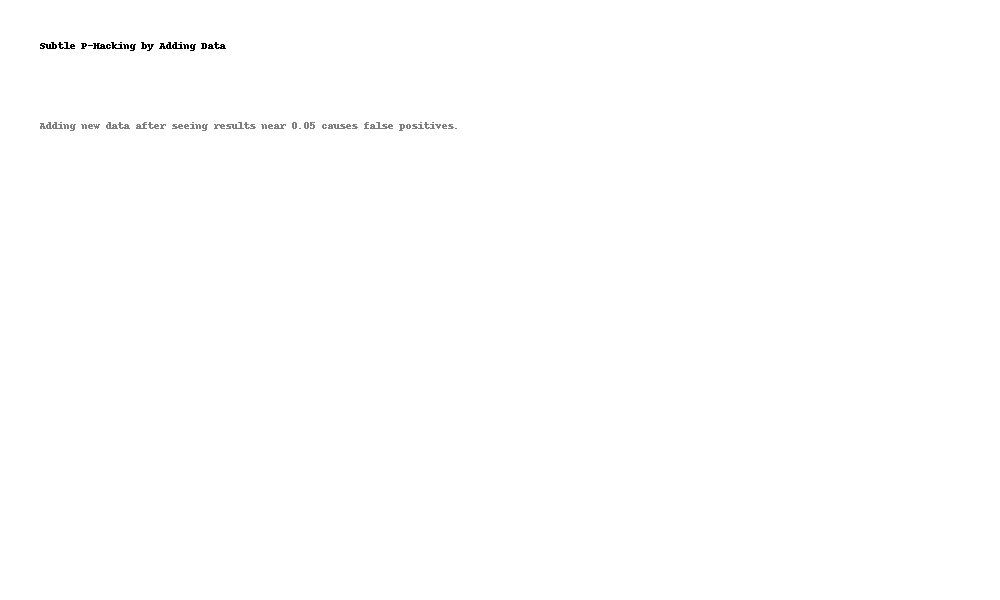 Subtle P-Hacking by Adding Data
Adding new data after seeing results near 0.05 causes false positives.